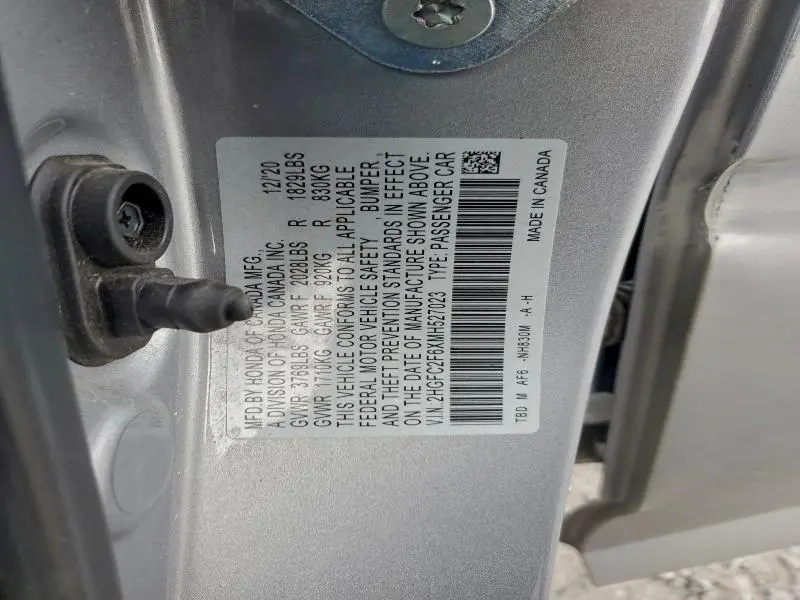 MFD.BY HONDA OF CANADA MFG., 12/20
A DIVISION OF HONDA CANADA INC.
GVWR 3769LBS GAWR F 2028LBS R 1829LBS
GVWR 1710KG GAWR F 920KG R 830KG
THIS VEHICLE CONFORMS TO ALL APPLICABLE
FEDERAL MOTOR VEHICLE SAFETY, BUMPER,
AND THEFT PREVENTION STANDARDS IN EFFECT
ON THE DATE OF MANUFACTURE SHOWN ABOVE.
V.I.N.:2HGFC2F6XMH527023 TYPE: PASSENGER CAR
TBD M AF6 -NH830M -A -H MADE IN CANADA